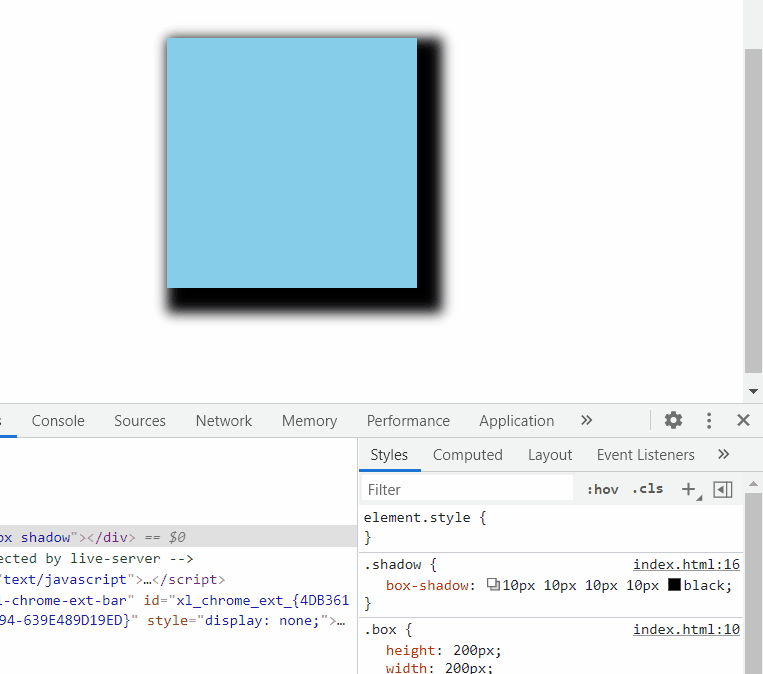 Console Sources Network Memory Performance Application
Styles Computed Layout Event Listeners
Filter :hov .cls
element.style {
}
.shadow { index.html:16
box-shadow: 10px 10px 10px 10px black;
}
.box { index.html:10
height: 200px;
width: 200px;
ox shadow"></div> == $0
ected by live-server -->
"text/javascript">…</script>
l-chrome-ext-bar" id="xl_chrome_ext_{4DB361
94-639E489D19ED}" style="display: none;">…